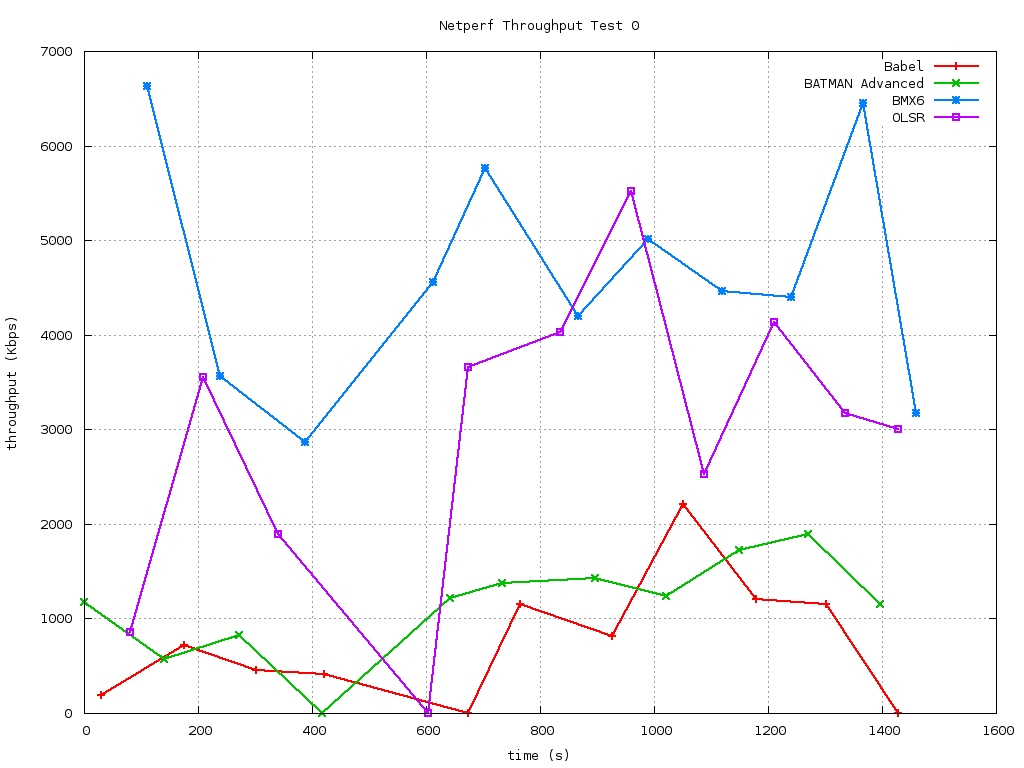 Netperf Throughput Test 0
7000
6000
5000
4000
3000
2000
1000
0
throughput (Kbps)
Babel
BATMAN Advanced
BMX6
OLSR
0 200 400 600 800 1000 1200 1400 1600
time (s)